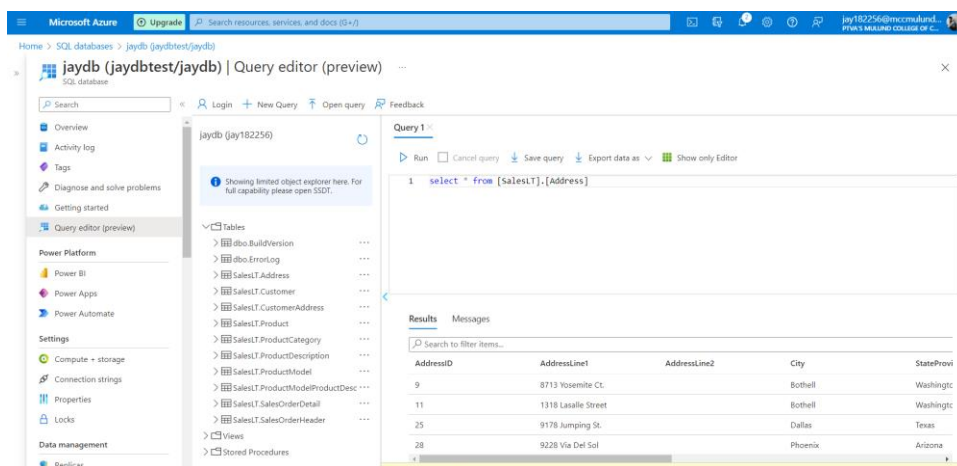 Microsoft Azure
Upgrade
Search resources, services, and docs (G+/)
jay182256@mccmulund...
PTVA'S MULUND COLLEGE OF C...
Home > SQL databases > jaydb (jaydbtest/jaydb)
jaydb (jaydbtest/jaydb) | Query editor (preview) ...
SQL database
Search
Login
New Query
Open query
Feedback
Overview
Activity log
Tags
Diagnose and solve problems
Getting started
Query editor (preview)
Power Platform
Power BI
Power Apps
Power Automate
Settings
Compute + storage
Connection strings
Properties
Locks
Data management
Replicas
jaydb (jay182256)
Showing limited object explorer here. For
full capability please open SSDT.
Tables
dbo.BuildVersion
dbo.ErrorLog
SalesLT.Address
SalesLT.Customer
SalesLT.CustomerAddress
SalesLT.Product
SalesLT.ProductCategory
SalesLT.ProductDescription
SalesLT.ProductModel
SalesLT.ProductModelProductDesc
SalesLT.SalesOrderDetail
SalesLT.SalesOrderHeader
Views
Stored Procedures
Query 1
Run
Cancel query
Save query
Export data as
Show only Editor
1 select * from [SalesLT].[Address]
Results Messages
Search to filter items...
AddressID AddressLine1 AddressLine2 City StateProvi
9 8713 Yosemite Ct. Bothell Washingtc
11 1318 Lasalle Street Bothell Washingtc
25 9178 Jumping St. Dallas Texas
28 9228 Via Del Sol Phoenix Arizona